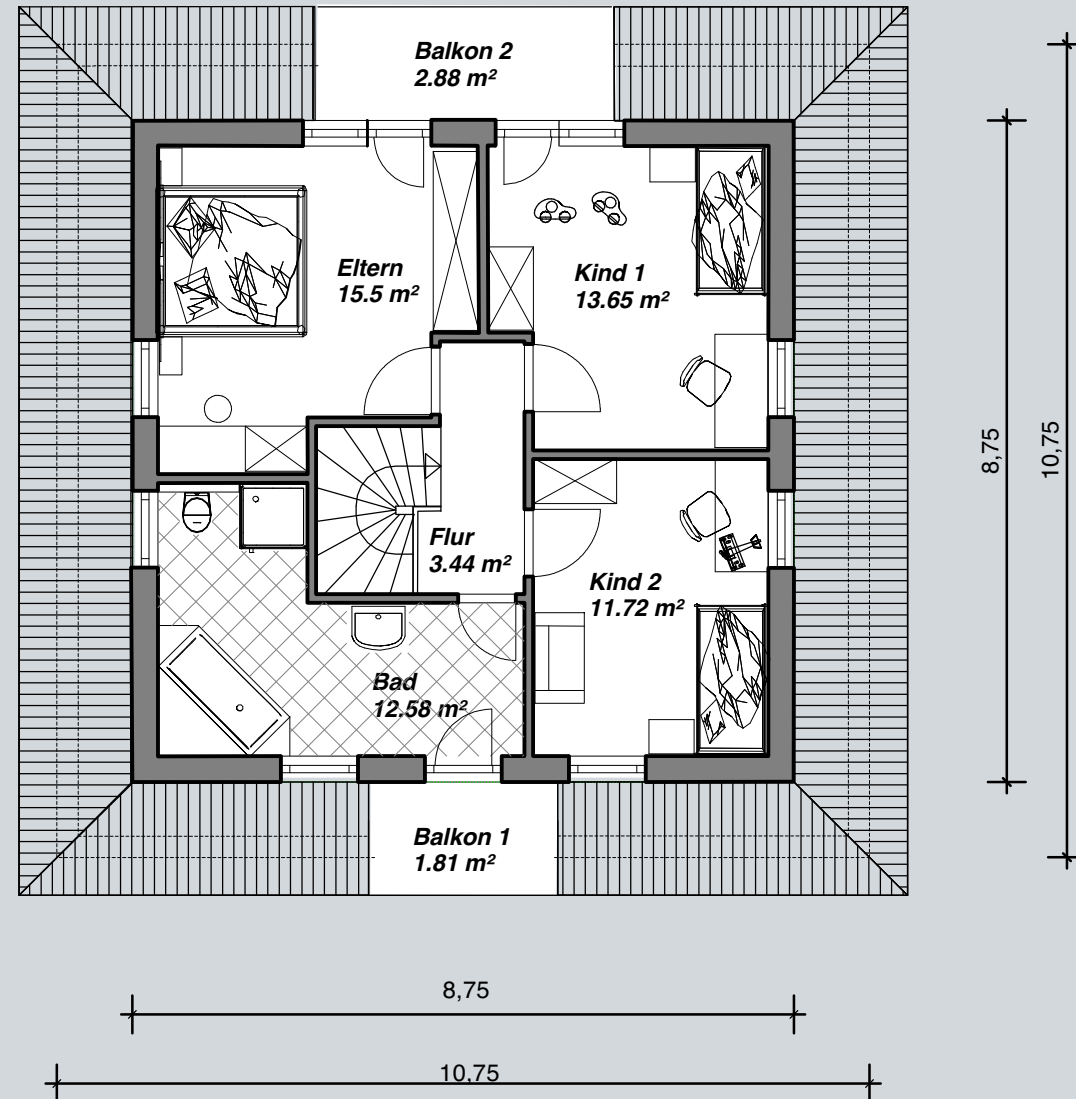 Balkon 2
2.88 m²
Eltern
15.5 m²
Kind 1
13.65 m²
8,75
10,75
Flur
3.44 m²
Kind 2
11.72 m²
Bad
12.58 m²
Balkon 1
1.81 m²
8,75
10,75